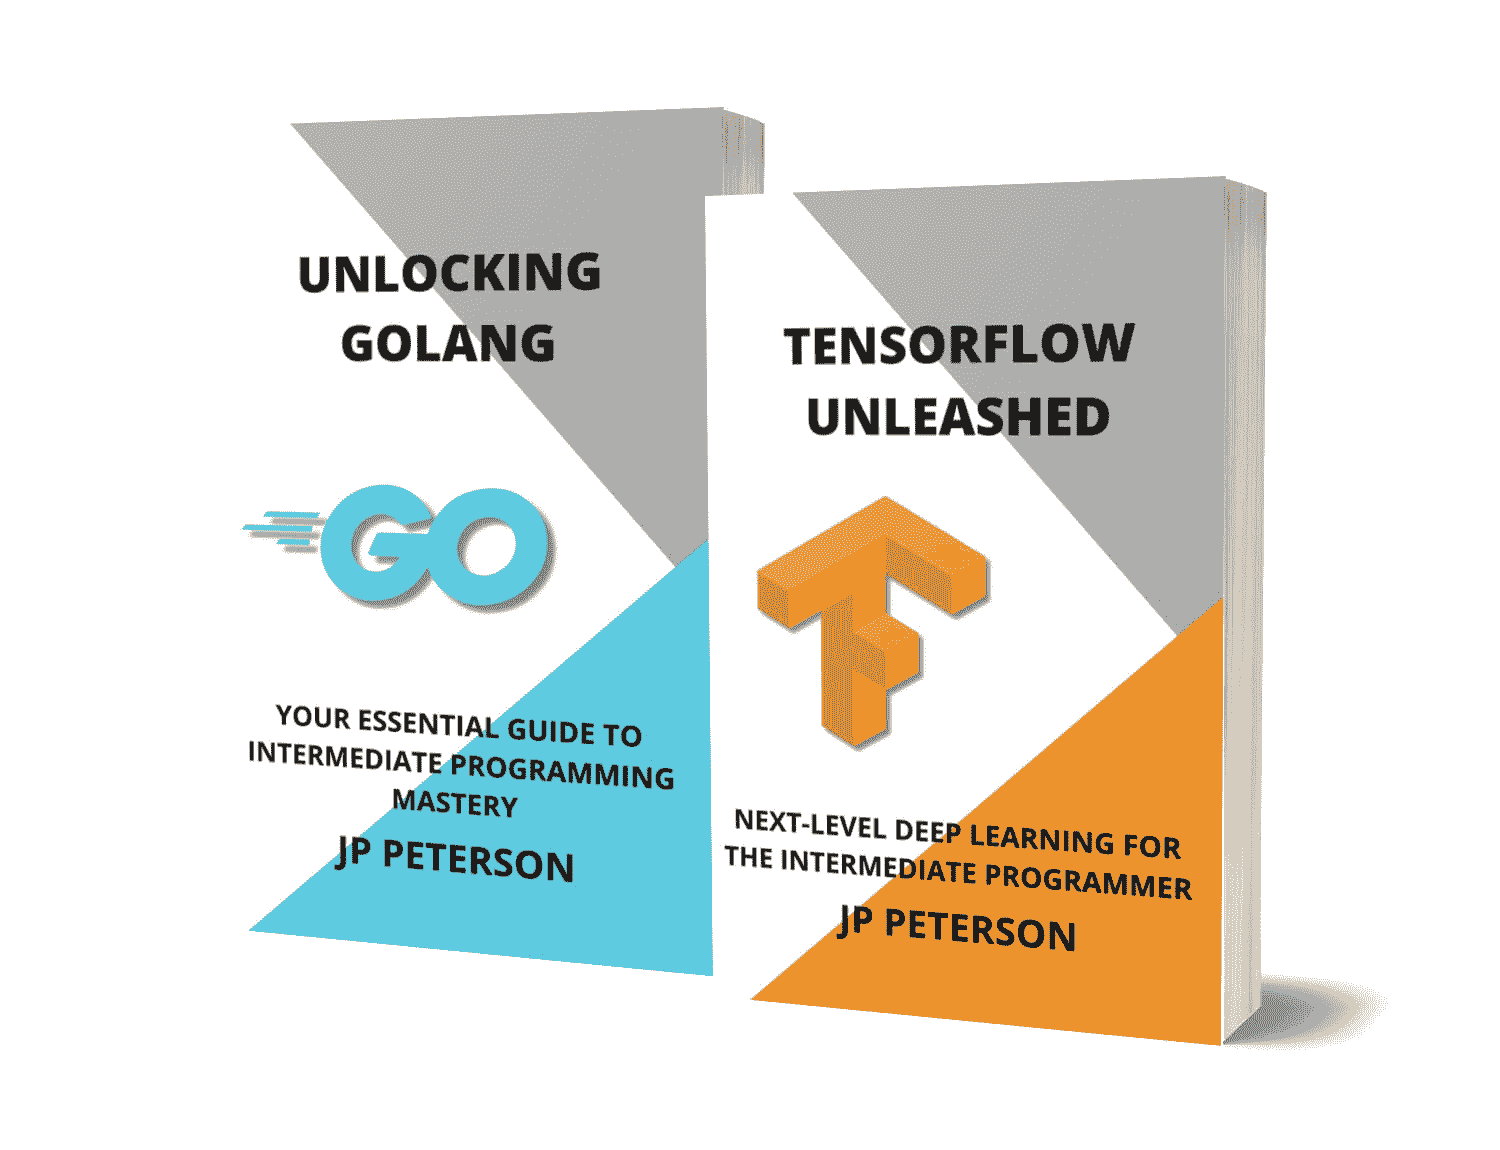 UNLOCKING
GOLANG
GO
YOUR ESSENTIAL GUIDE TO
INTERMEDIATE PROGRAMMING
MASTERY
JP PETERSON
TENSORFLOW
UNLEASHED
NEXT-LEVEL DEEP LEARNING FOR
THE INTERMEDIATE PROGRAMMER
JP PETERSON